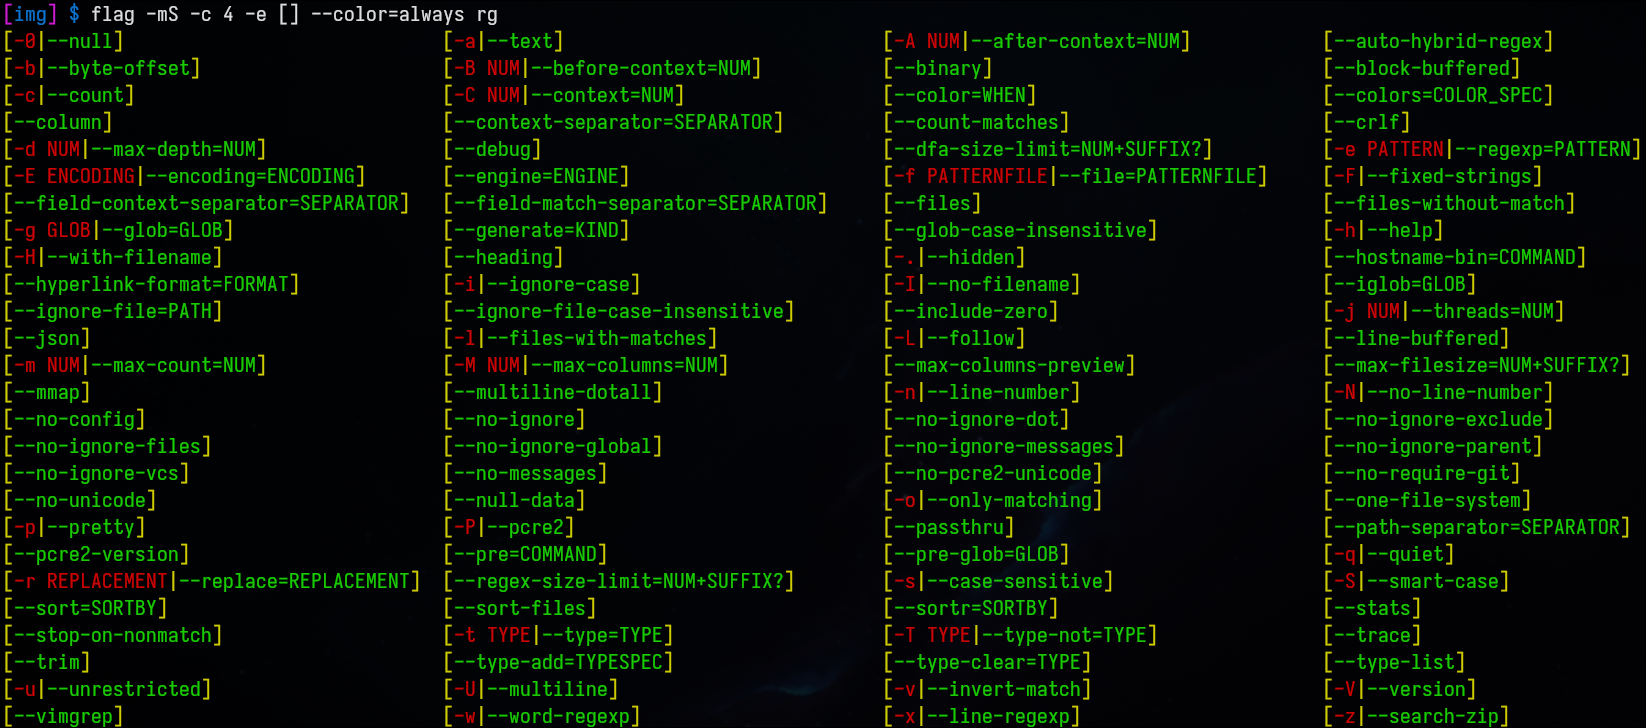 [img] $ flag -mS -c 4 -e [] --color=always rg
[-0|--null] [-a|--text] [-A NUM|--after-context=NUM] [--auto-hybrid-regex]
[-b|--byte-offset] [-B NUM|--before-context=NUM] [--binary] [--block-buffered]
[-c|--count] [-C NUM|--context=NUM] [--color=WHEN] [--colors=COLOR_SPEC]
[--column] [--context-separator=SEPARATOR] [--count-matches] [--crlf]
[-d NUM|--max-depth=NUM] [--debug] [--dfa-size-limit=NUM+SUFFIX?] [-e PATTERN|--regexp=PATTERN]
[-E ENCODING|--encoding=ENCODING] [--engine=ENGINE] [-f PATTERNFILE|--file=PATTERNFILE] [-F|--fixed-strings]
[--field-context-separator=SEPARATOR] [--field-match-separator=SEPARATOR] [--files] [--files-without-match]
[-g GLOB|--glob=GLOB] [--generate=KIND] [--glob-case-insensitive] [-h|--help]
[-H|--with-filename] [--heading] [-.|--hidden] [--hostname-bin=COMMAND]
[--hyperlink-format=FORMAT] [-i|--ignore-case] [-I|--no-filename] [--iglob=GLOB]
[--ignore-file=PATH] [--ignore-file-case-insensitive] [--include-zero] [-j NUM|--threads=NUM]
[--json] [-l|--files-with-matches] [-L|--follow] [--line-buffered]
[-m NUM|--max-count=NUM] [-M NUM|--max-columns=NUM] [--max-columns-preview] [--max-filesize=NUM+SUFFIX?]
[--mmap] [--multiline-dotall] [-n|--line-number] [-N|--no-line-number]
[--no-config] [--no-ignore] [--no-ignore-dot] [--no-ignore-exclude]
[--no-ignore-files] [--no-ignore-global] [--no-ignore-messages] [--no-ignore-parent]
[--no-ignore-vcs] [--no-messages] [--no-pcre2-unicode] [--no-require-git]
[--no-unicode] [--null-data] [-o|--only-matching] [--one-file-system]
[-p|--pretty] [-P|--pcre2] [--passthru] [--path-separator=SEPARATOR]
[--pcre2-version] [--pre=COMMAND] [--pre-glob=GLOB] [-q|--quiet]
[-r REPLACEMENT|--replace=REPLACEMENT] [--regex-size-limit=NUM+SUFFIX?] [-s|--case-sensitive] [-S|--smart-case]
[--sort=SORTBY] [--sort-files] [--sortr=SORTBY] [--stats]
[--stop-on-nonmatch] [-t TYPE|--type=TYPE] [-T TYPE|--type-not=TYPE] [--trace]
[--trim] [--type-add=TYPESPEC] [--type-clear=TYPE] [--type-list]
[-u|--unrestricted] [-U|--multiline] [-v|--invert-match] [-V|--version]
[--vimgrep] [-w|--word-regexp] [-x|--line-regexp] [-z|--search-zip]